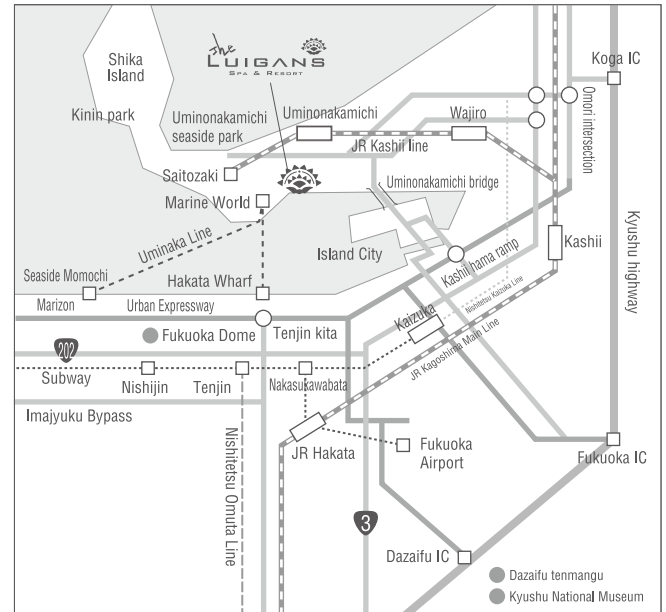 Shika
Island
The
LUIGANS
SPA & RESORT
Koga IC
Kinin park
Uminonakamichi
seaside park
Uminonakamichi
Wajiro
Omori intersection
JR Kashii line
Saitozaki
Marine World
Uminonakamichi bridge
Uminaka Line
Island City
Kashii
Kyushu highway
Kashii hama ramp
Seaside Momochi
Marizon
Hakata Wharf
Urban Expressway
Nishitetsu Kaizuka Line
Kaizuka
Fukuoka Dome
Tenjin kita
202
JR Kagoshima Main Line
Subway
Nishijin
Tenjin
Nakasukawabata
Imajyuku Bypass
JR Hakata
Fukuoka
Airport
Fukuoka IC
Nishitetsu Omuta Line
3
Dazaifu IC
Dazaifu tenmangu
Kyushu National Museum